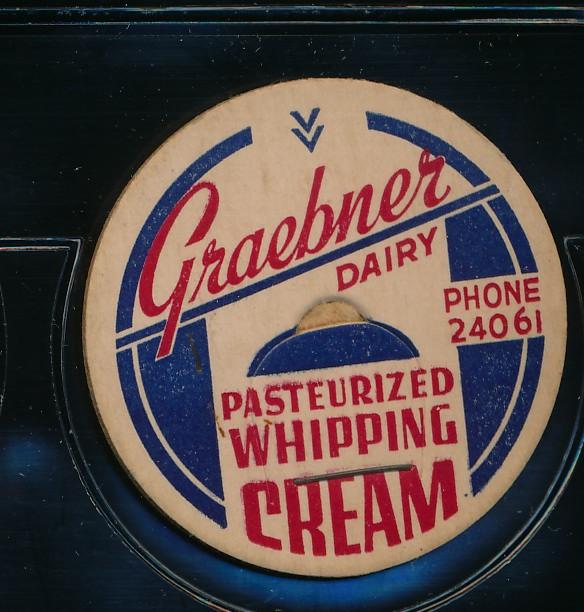 Graebner
DAIRY
PHONE
24061
PASTEURIZED
WHIPPING
CREAM